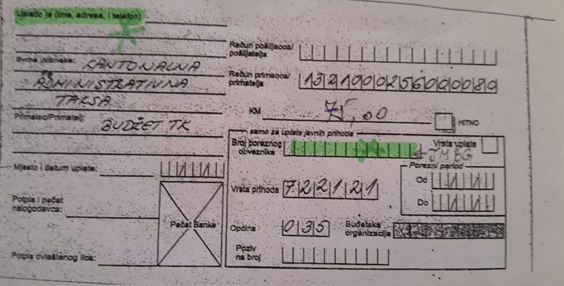 Uplatio je (ime, adresa, i telefon)
Svrha doznake: KANTONALNA
ADMINISTRATIVNA
TAKSA
Primalac/Primatelj: BUDŽET TK
Mjesto i datum uplate:
Potpis i pečat
nalogodavca:
Potpis ovlaštenog lica:
Pečat Banke
Račun pošiljaoca/
pošiljatelja
Račun primaoca/
primatelja 1321000256000080
KM 75,00
HITNO
samo za uplate javnih prihoda
Broj poreznog
obveznika
JMBG
Vrsta uplate
Porezni period
Vrsta prihoda 722121
Od
Do
Općina 035
Budžetska
organizacija
Poziv
na broj